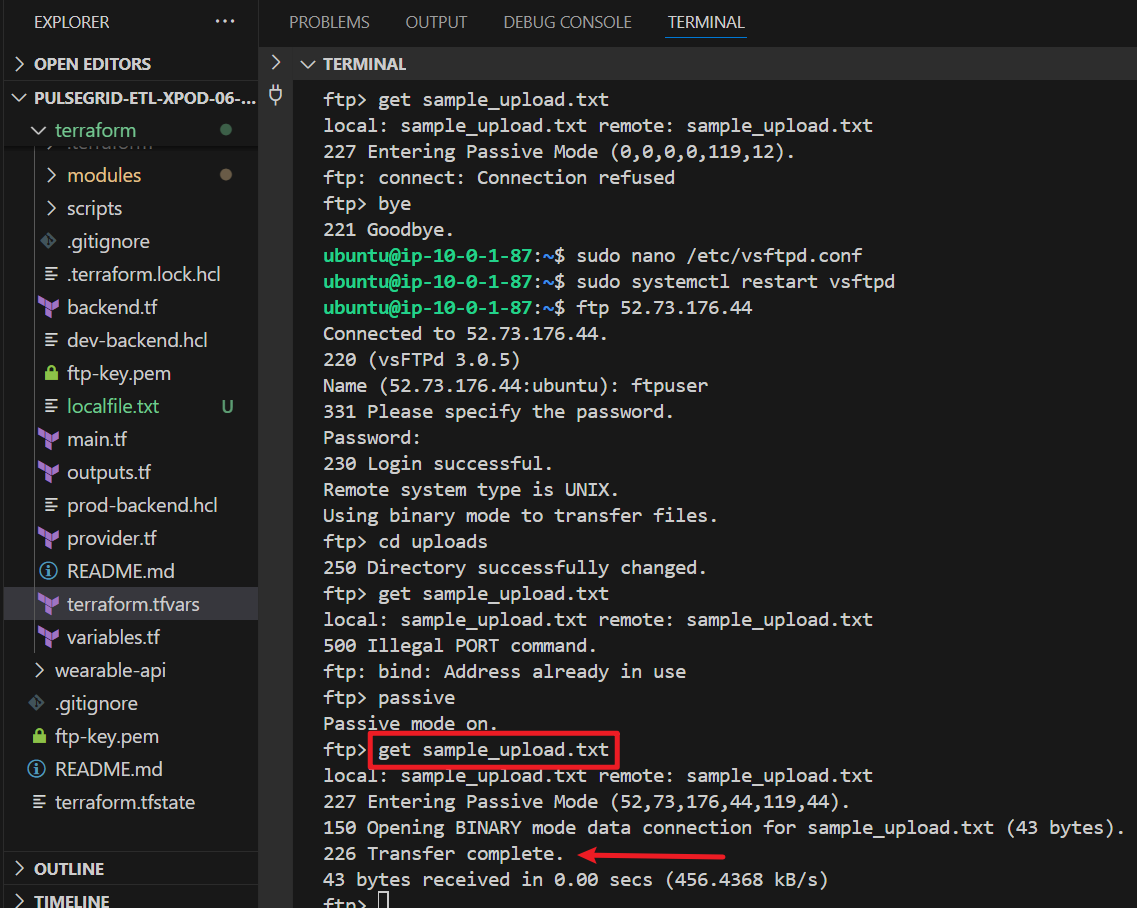 EXPLORER
OPEN EDITORS
PULSEGRID-ETL-XPOD-06-...
terraform
.terraform
modules
scripts
.gitignore
.terraform.lock.hcl
backend.tf
dev-backend.hcl
ftp-key.pem
localfile.txt U
main.tf
outputs.tf
prod-backend.hcl
provider.tf
README.md
terraform.tfvars
variables.tf
wearable-api
.gitignore
ftp-key.pem
README.md
terraform.tfstate
OUTLINE
TIMELINE
PROBLEMS OUTPUT DEBUG CONSOLE TERMINAL
TERMINAL
ftp> get sample_upload.txt
local: sample_upload.txt remote: sample_upload.txt
227 Entering Passive Mode (0,0,0,0,119,12).
ftp: connect: Connection refused
ftp> bye
221 Goodbye.
ubuntu@ip-10-0-1-87:~$ sudo nano /etc/vsftpd.conf
ubuntu@ip-10-0-1-87:~$ sudo systemctl restart vsftpd
ubuntu@ip-10-0-1-87:~$ ftp 52.73.176.44
Connected to 52.73.176.44.
220 (vsFTPd 3.0.5)
Name (52.73.176.44:ubuntu): ftpuser
331 Please specify the password.
Password:
230 Login successful.
Remote system type is UNIX.
Using binary mode to transfer files.
ftp> cd uploads
250 Directory successfully changed.
ftp> get sample_upload.txt
local: sample_upload.txt remote: sample_upload.txt
500 Illegal PORT command.
ftp: bind: Address already in use
ftp> passive
Passive mode on.
ftp> get sample_upload.txt
local: sample_upload.txt remote: sample_upload.txt
227 Entering Passive Mode (52,73,176,44,119,44).
150 Opening BINARY mode data connection for sample_upload.txt (43 bytes).
226 Transfer complete.
43 bytes received in 0.00 secs (456.4368 kB/s)
ftp>